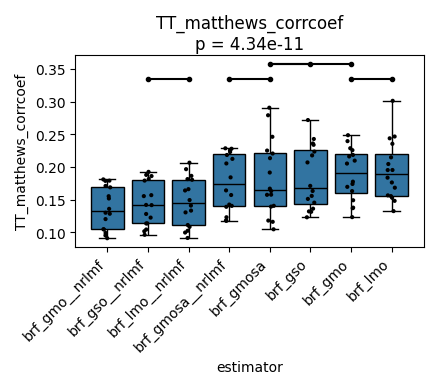 TT_matthews_corrcoef
p = 4.34e-11
TT_matthews_corrcoef
0.35
0.30
0.25
0.20
0.15
0.10
brf_gmo__nrlmf
brf_gso__nrlmf
brf_lmo__nrlmf
brf_gmosa__nrlmf
brf_gmosa
brf_gso
brf_gmo
brf_lmo
estimator